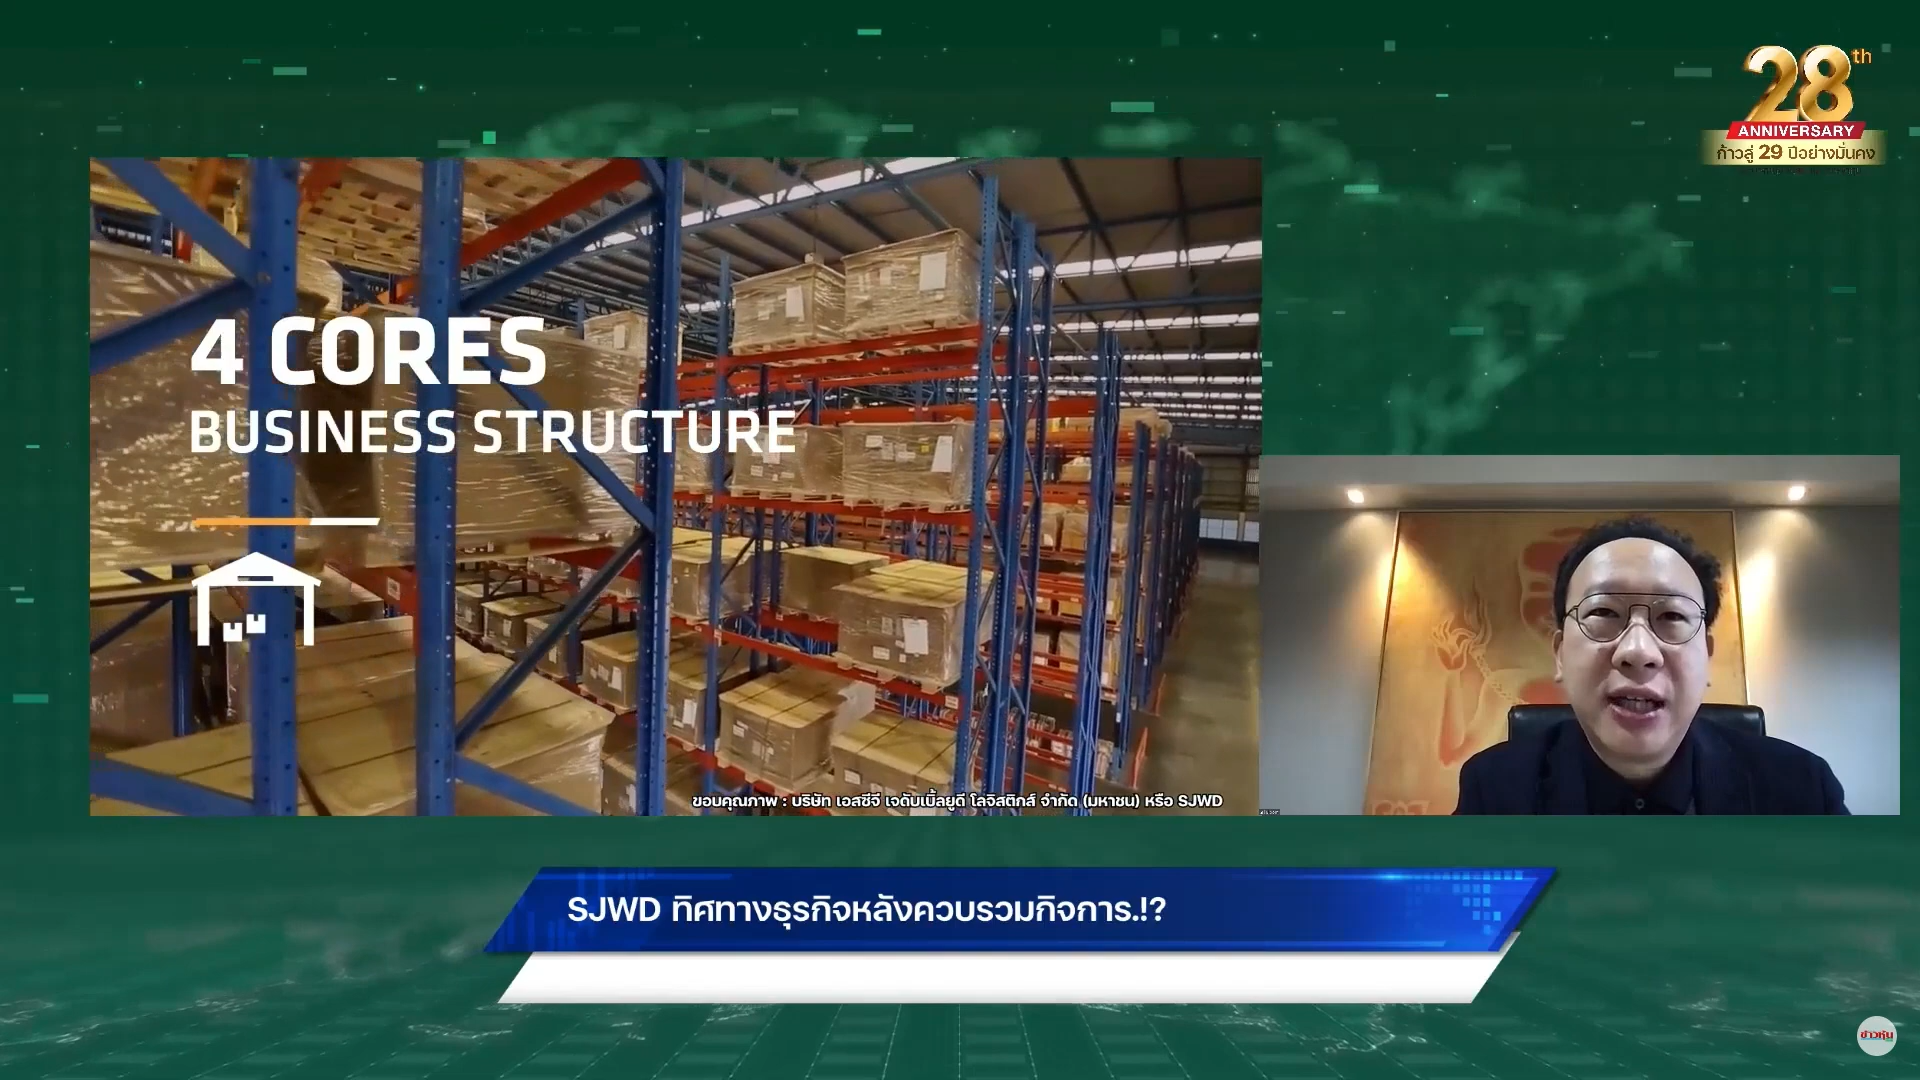 28th
ANNIVERSARY
ก้าวสู่ 29 ปีอย่างมั่นคง
4 CORES
BUSINESS STRUCTURE
ขอบคุณภาพ : บริษัท เอสซีจี เจดับเบิ้ลยูดี โลจิสติกส์ จำกัด (มหาชน) หรือ SJWD
SJWD ทิศทางธุรกิจหลังควบรวมกิจการ.!?
ข่าวหุ้น